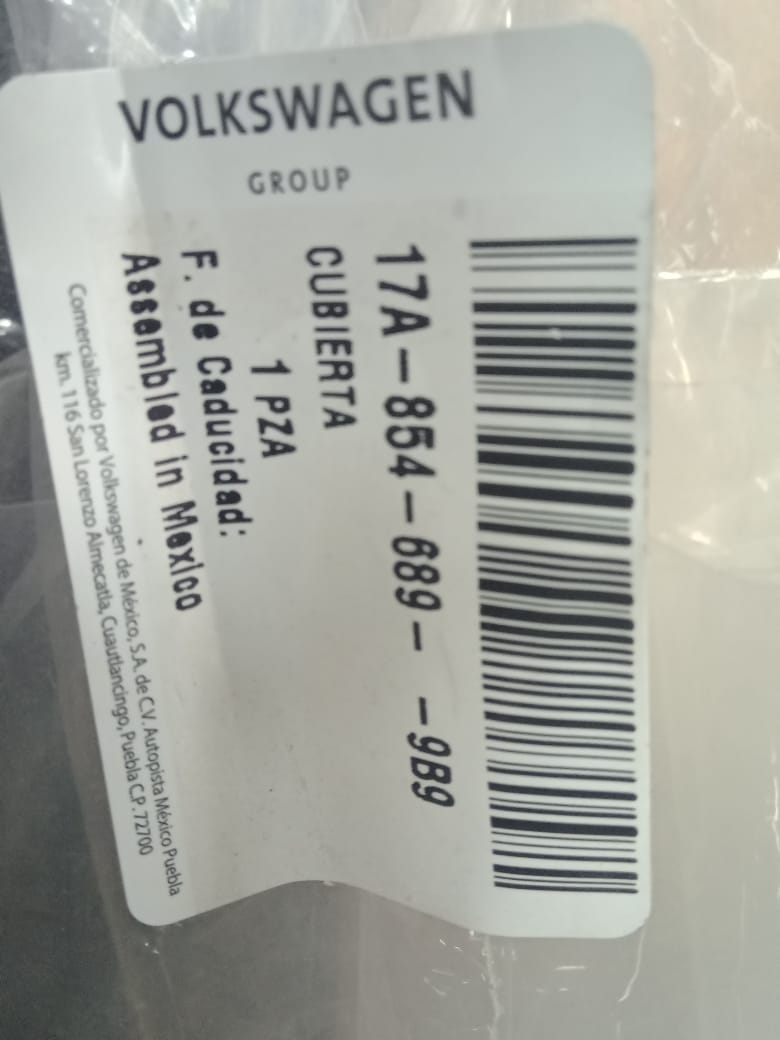 VOLKSWAGEN
GROUP
17A-854-689- -9B9
CUBIERTA
1 PZA
F. de Caducidad:
Assembled in Mexico
Comercializado por Volkswagen de México, S.A. de C.V. Autopista México Puebla
km. 116 San Lorenzo Almecatla, Cuautlancingo, Puebla C.P. 72700